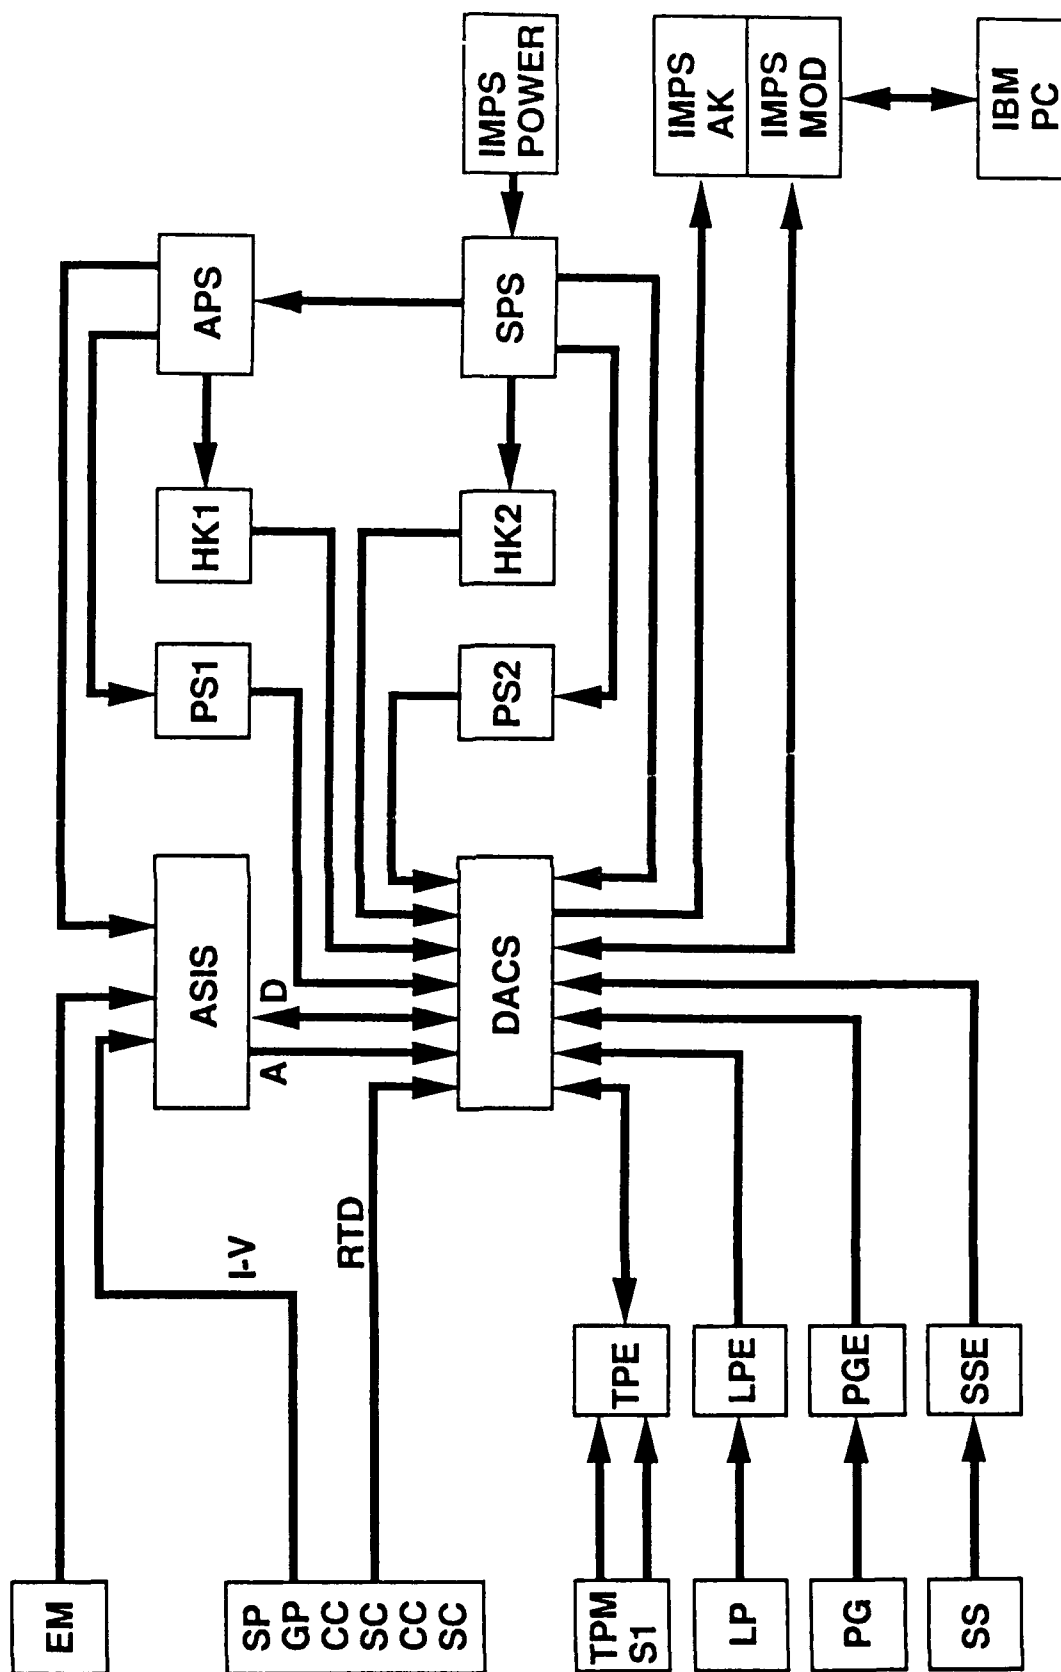 EM
SP
GP
CC
SC
CC
SC
TPM
S1
LP
PG
SS
I-V
RTD
TPE
LPE
PGE
SSE
ASIS
A
D
DACS
PS1
PS2
HK1
HK2
APS
SPS
IMPS
POWER
IMPS
AK
IMPS
MOD
IBM
PC